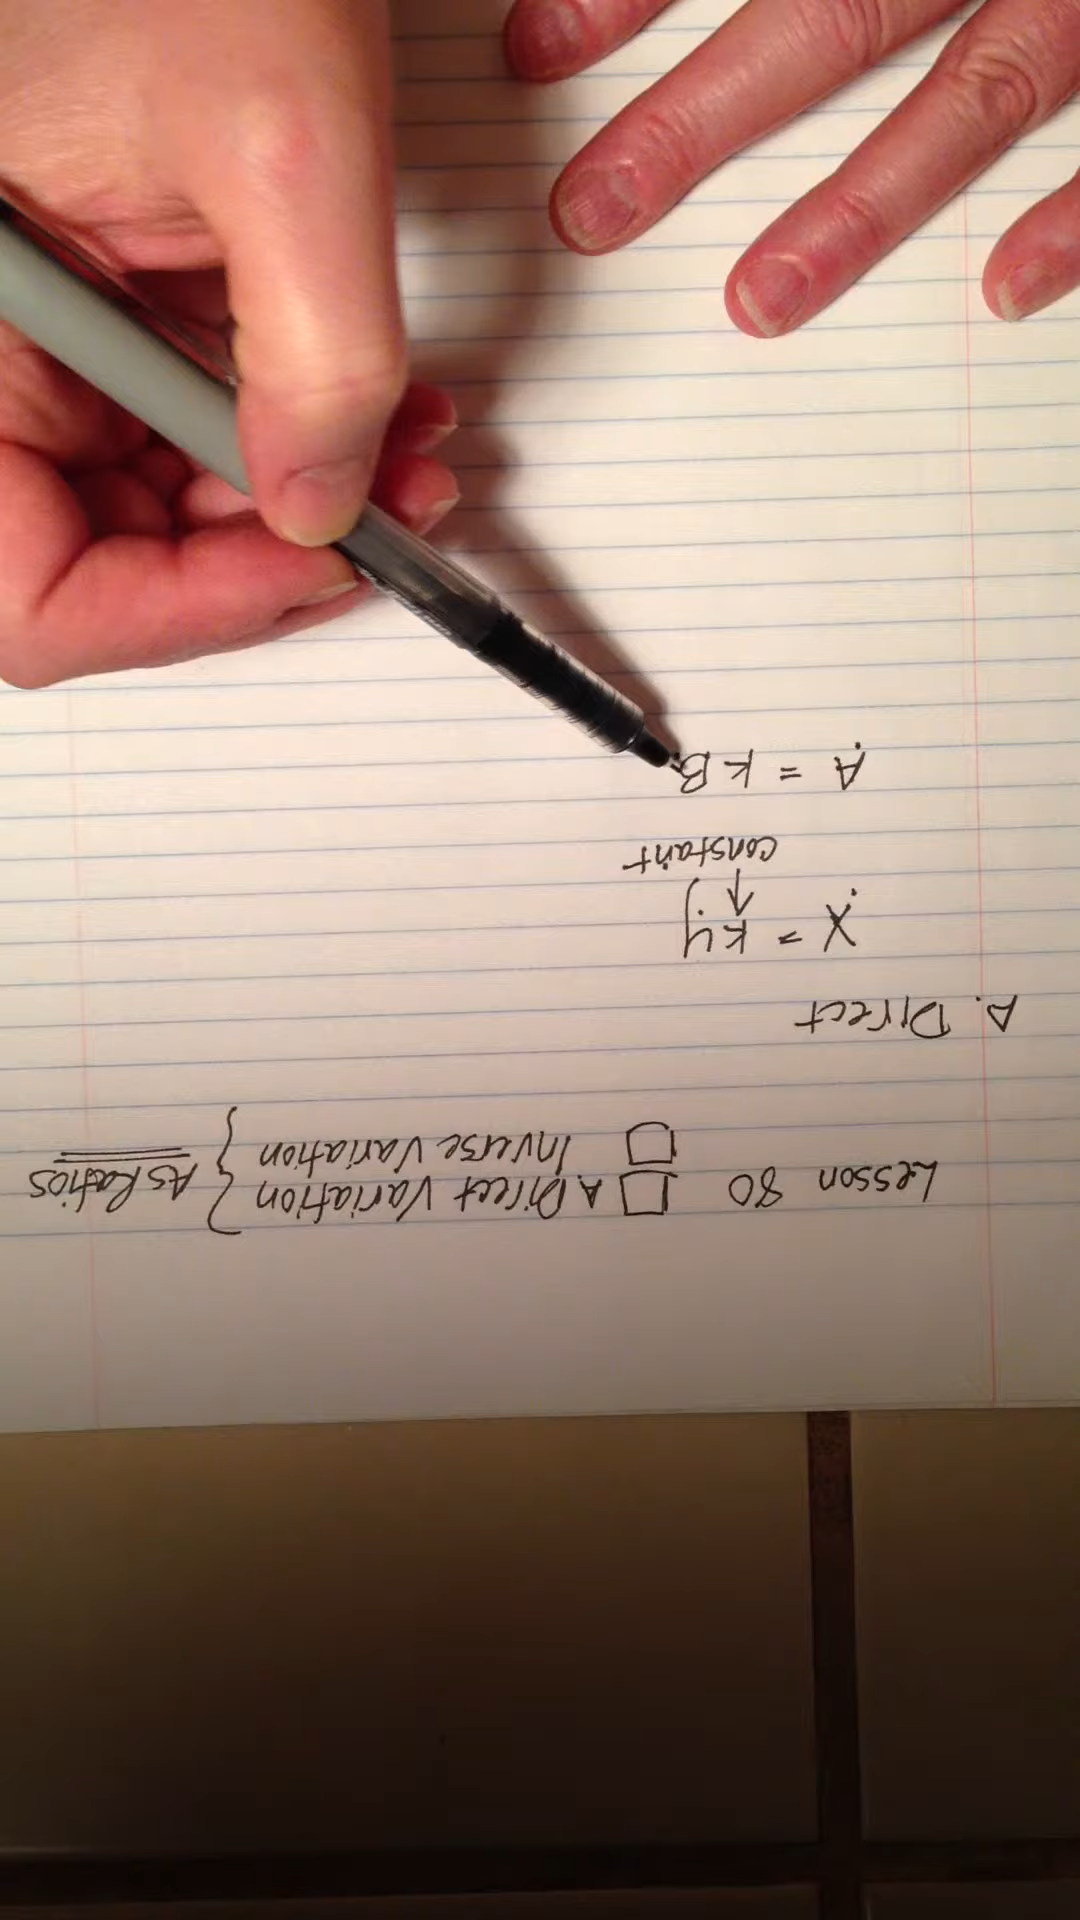 Lesson 80 □ A Direct Variation } As Ratios
□ Inverse Variation
A. Direct
X = ky
↑
constant
A = kB